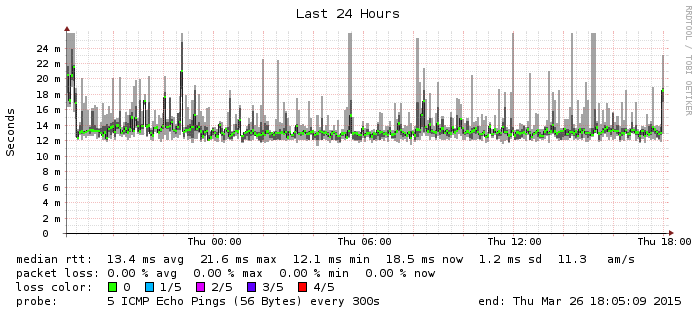 Last 24 Hours
RRDTOOL / TOBI OETIKER
Seconds
24 m
22 m
20 m
18 m
16 m
14 m
12 m
10 m
8 m
6 m
4 m
2 m
0
Thu 00:00 Thu 06:00 Thu 12:00 Thu 18:00
median rtt: 13.4 ms avg 21.6 ms max 12.1 ms min 18.5 ms now 1.2 ms sd 11.3 am/s
packet loss: 0.00 % avg 0.00 % max 0.00 % min 0.00 % now
loss color: 0 1/5 2/5 3/5 4/5
probe: 5 ICMP Echo Pings (56 Bytes) every 300s end: Thu Mar 26 18:05:09 2015